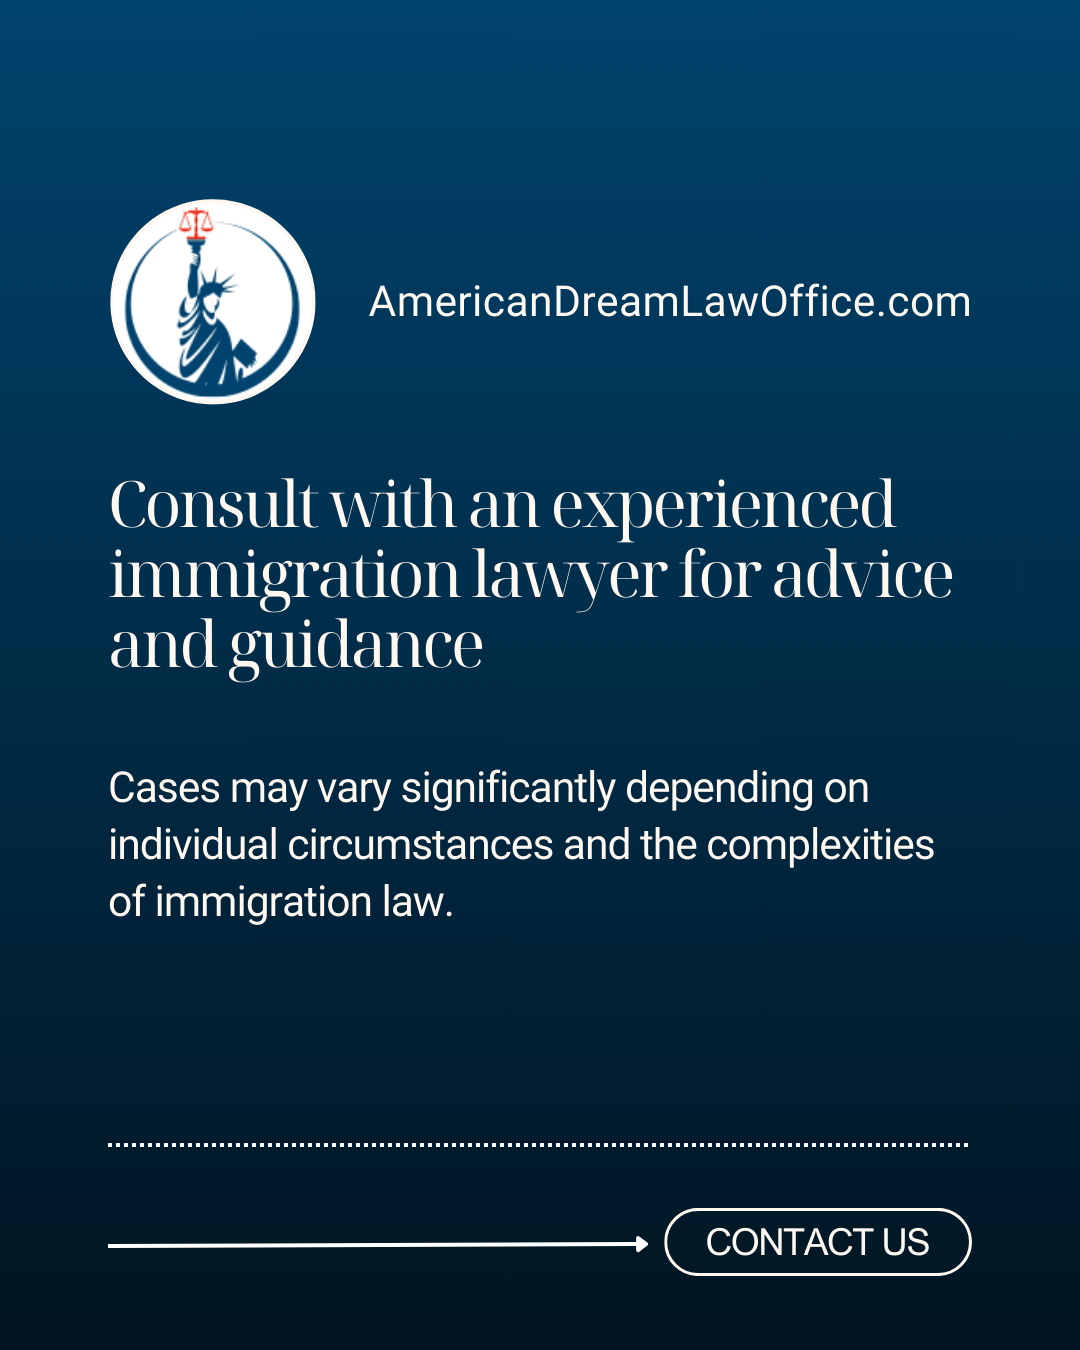 AmericanDreamLawOffice.com
Consult with an experienced
immigration lawyer for advice
and guidance
Cases may vary significantly depending on
individual circumstances and the complexities
of immigration law.
CONTACT US